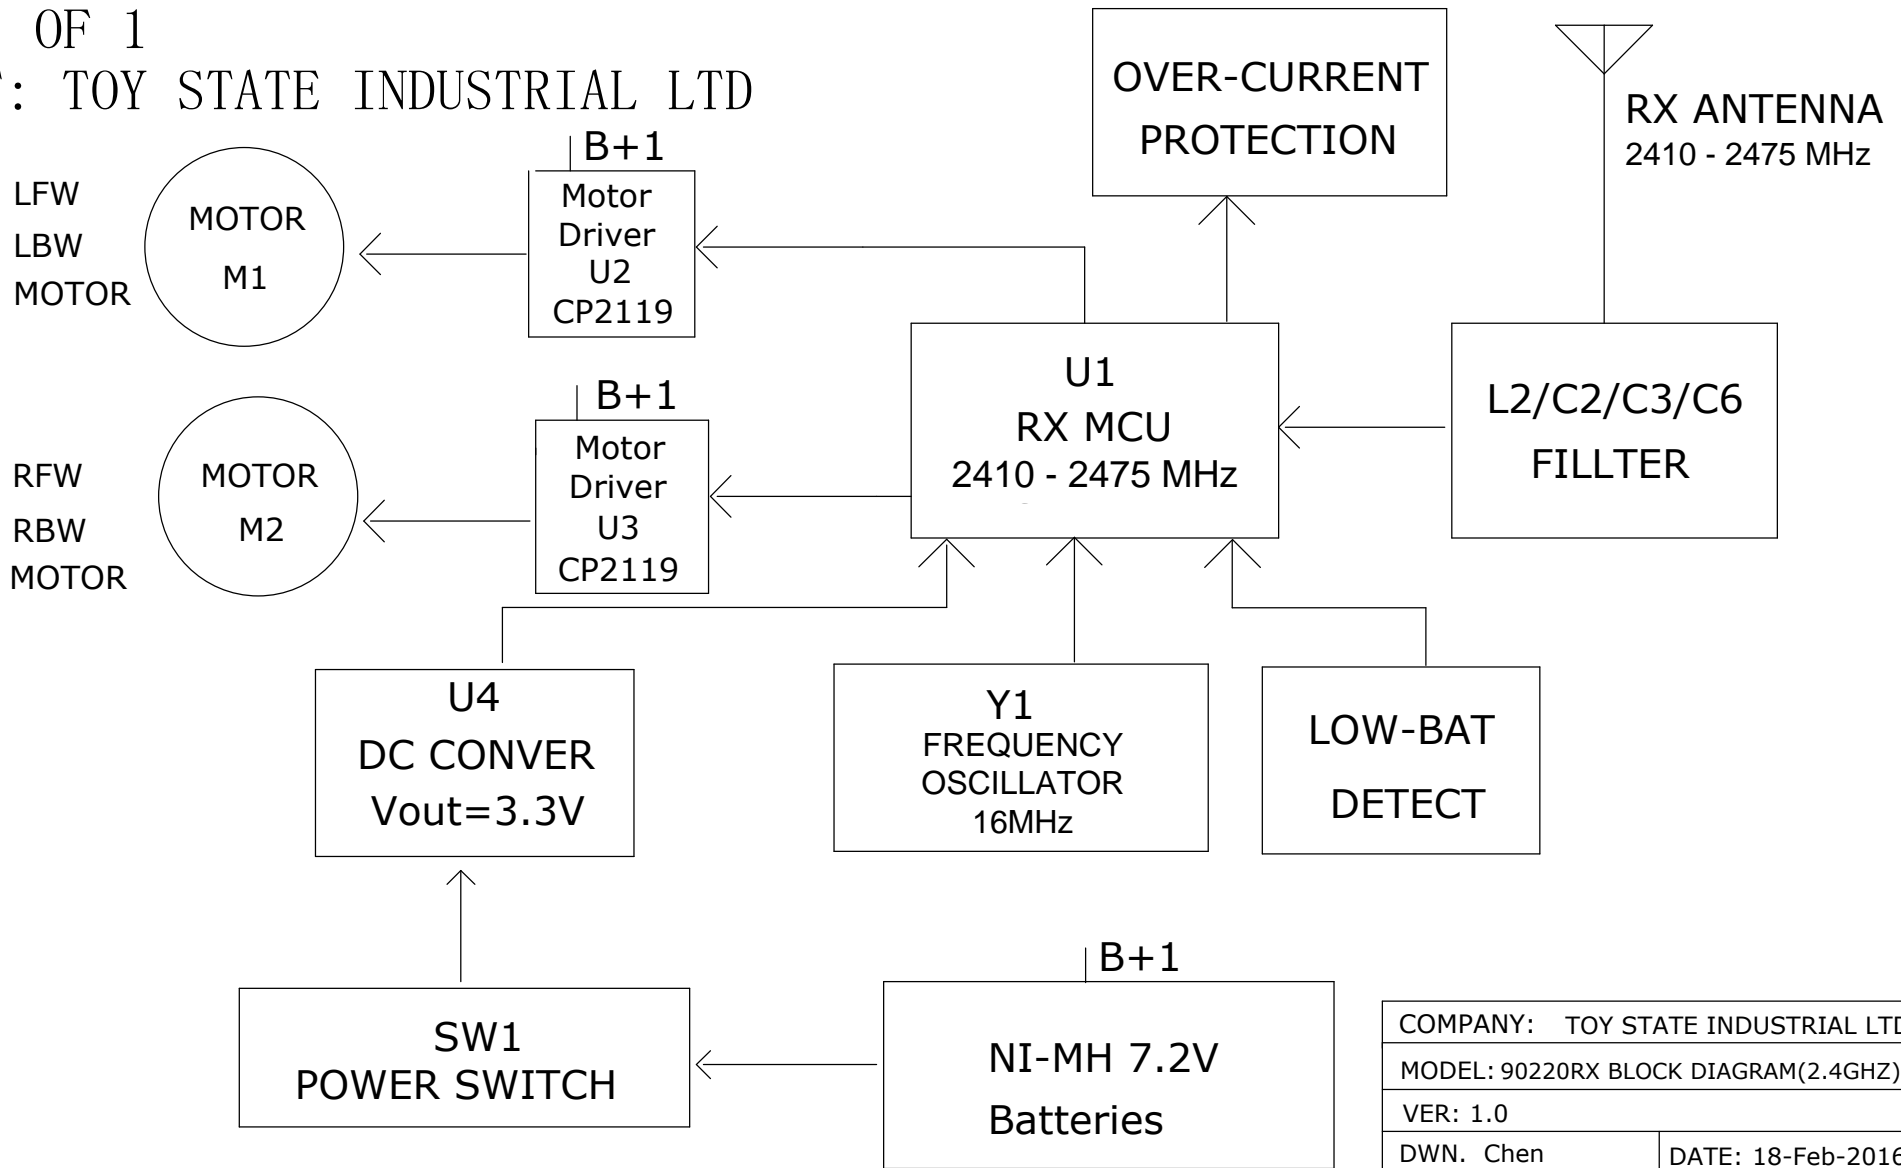 OF 1
: TOY STATE INDUSTRIAL LTD
OVER-CURRENT
PROTECTION
RX ANTENNA
2410 - 2475 MHz
B+1
LFW
LBW
MOTOR
MOTOR
M1
Motor
Driver
U2
CP2119
U1
RX MCU
2410 - 2475 MHz
L2/C2/C3/C6
FILLTER
B+1
RFW
RBW
MOTOR
MOTOR
M2
Motor
Driver
U3
CP2119
U4
DC CONVER
Vout=3.3V
Y1
FREQUENCY
OSCILLATOR
16MHz
LOW-BAT
DETECT
SW1
POWER SWITCH
B+1
NI-MH 7.2V
Batteries
COMPANY: TOY STATE INDUSTRIAL LTD
MODEL: 90220RX BLOCK DIAGRAM(2.4GHZ)
VER: 1.0
DWN. Chen
DATE: 18-Feb-2016